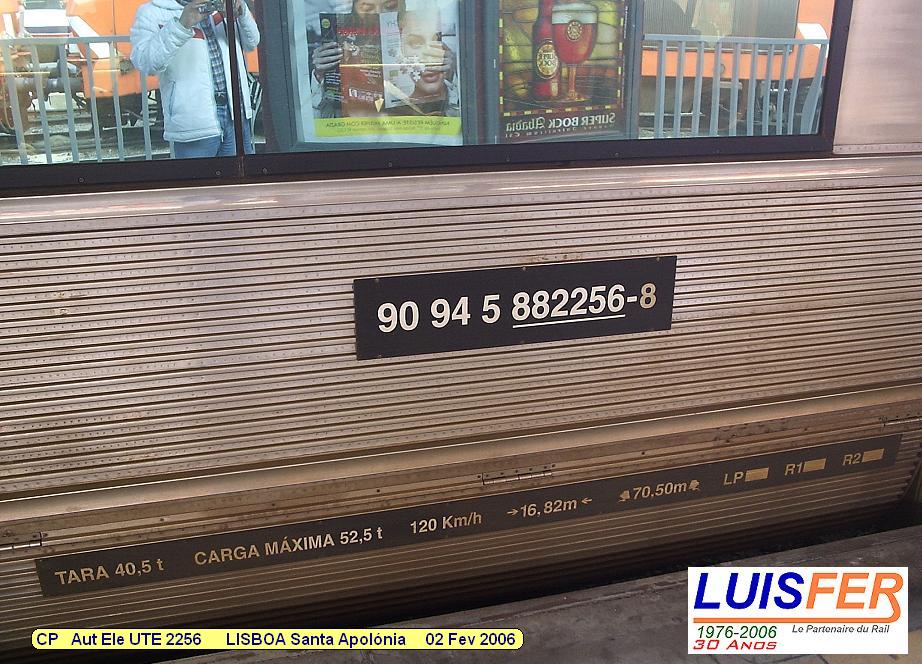 SUPER BOCK Abadia
90 94 5 882256-8
TARA 40,5 t CARGA MÁXIMA 52,5 t 120 Km/h 16,82m 70,50m LP R1 R2
CP Aut Ele UTE 2256 LISBOA Santa Apolónia 02 Fev 2006
LUISFER
1976-2006 Le Partenaire du Rail
30 ANOS